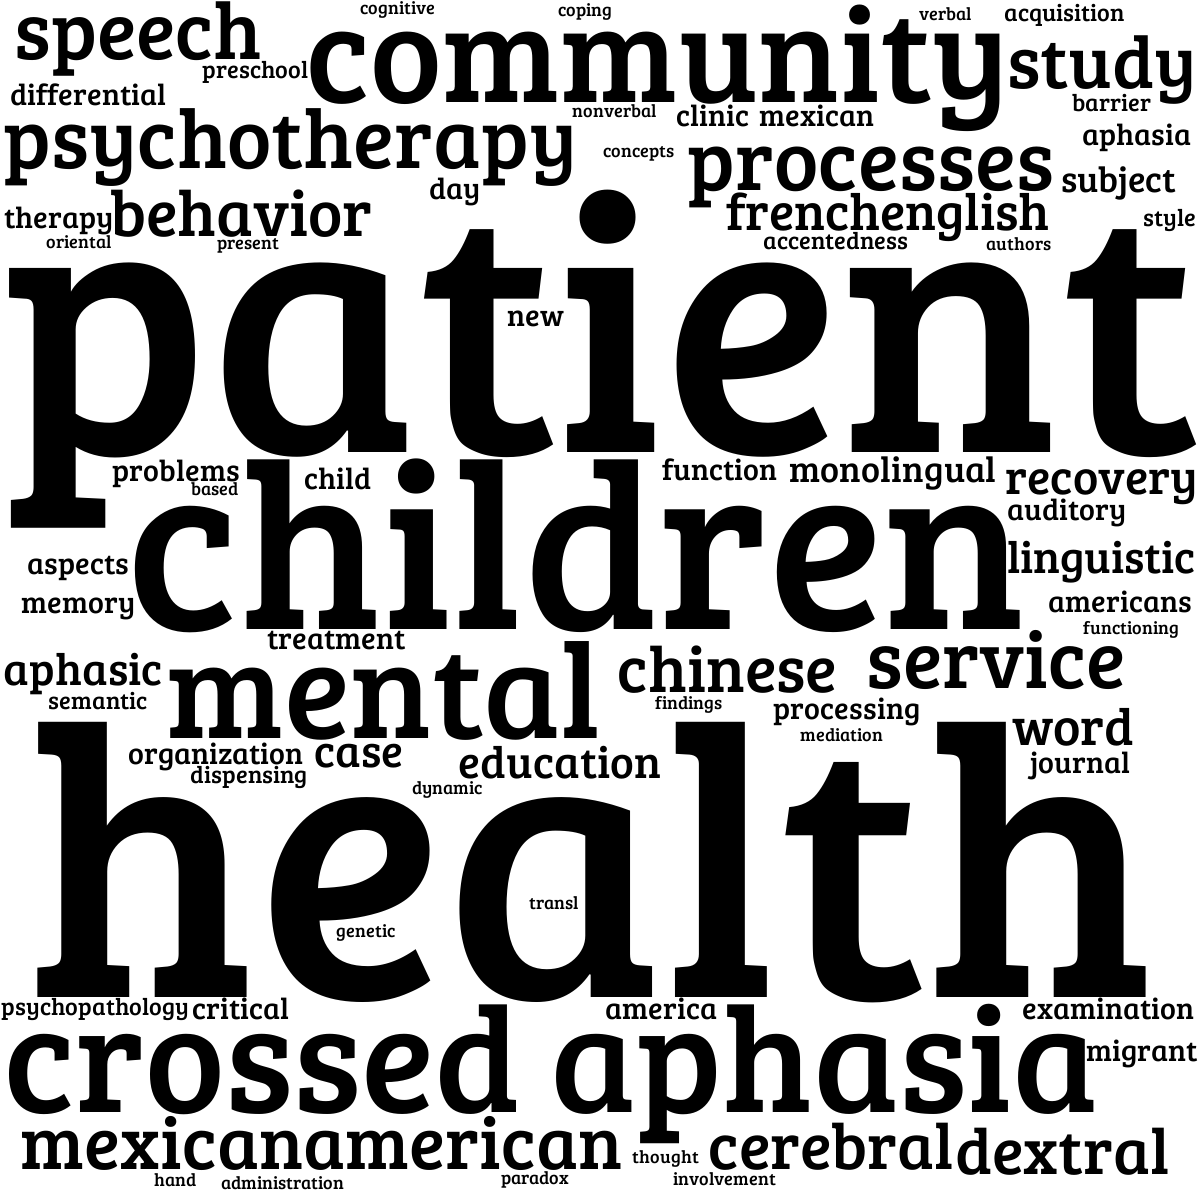 cognitive
coping
verbal
acquisition
speech
community
study
preschool
differential
barrier
nonverbal
clinic
mexican
aphasia
psychotherapy
concepts
processes
subject
day
therapy
behavior
frenchenglish
style
oriental
present
accentedness
authors
patient
new
problems
based
child
function
monolingual
recovery
children
auditory
aspects
linguistic
memory
americans
functioning
treatment
aphasic
mental
chinese
service
semantic
findings
processing
word
mediation
organization
case
education
journal
dispensing
dynamic
health
transl
genetic
psychopathology
critical
america
examination
crossed aphasia
migrant
mexicanamerican
thought
cerebral
dextral
hand
administration
paradox
involvement